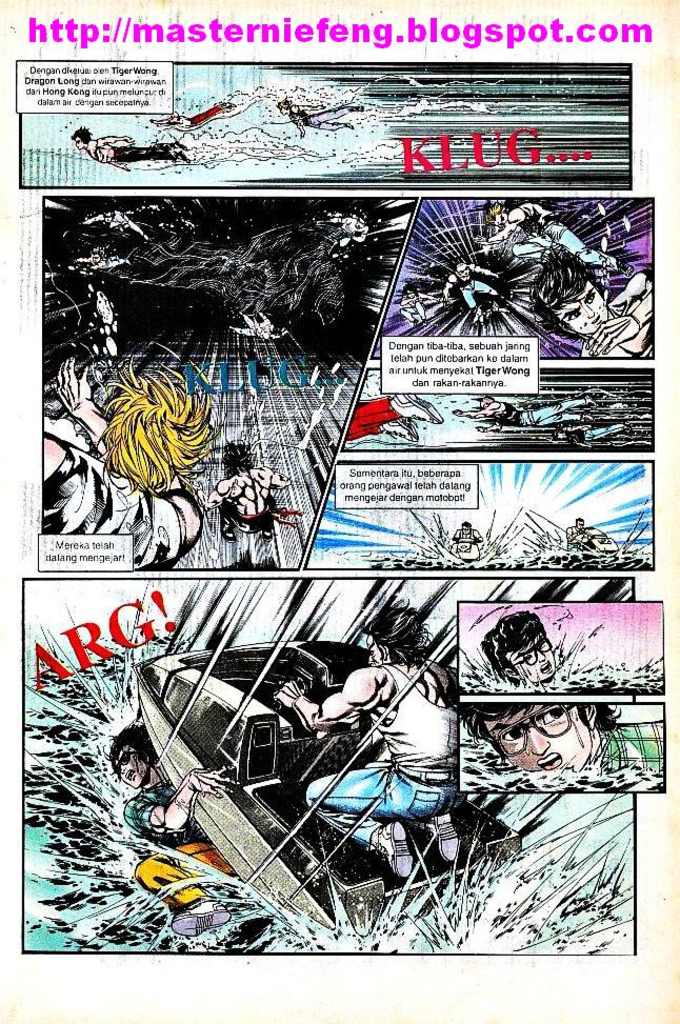 http://masterniefeng.blogspot.com
Dengan diketuai oleh Tiger Wong,
Dragon Long dan wirawan-wirawan
dari Hong Kong itu pun meluncur di
dalam air dengan secepatnya.
KLUG....
KLUG...
Dengan tiba-tiba, sebuah jaring
telah pun ditebarkan ke dalam
air untuk menyekat Tiger Wong
dan rakan-rakannya.
Sementara itu, beberapa
orang pengawal telah datang
mengejar dengan motobot!
Mereka telah
datang mengejar!
ARG!